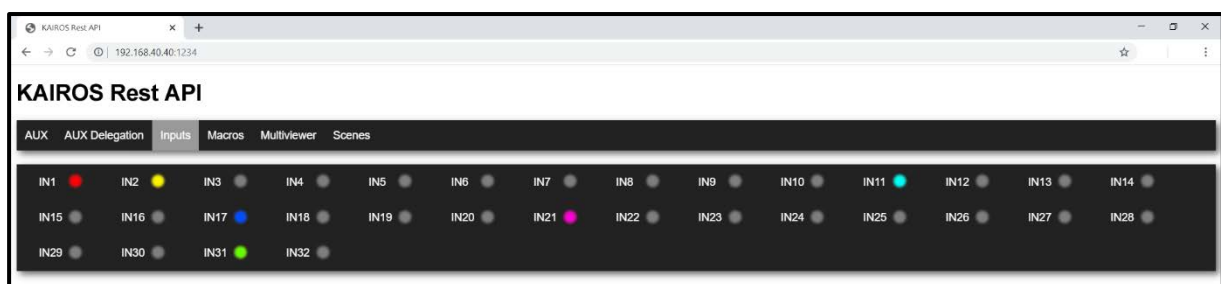 KAIROS Rest API
192.168.40.40:1234
KAIROS Rest API
AUX AUX Delegation Inputs Macros Multiviewer Scenes
IN1 IN2 IN3 IN4 IN5 IN6 IN7 IN8 IN9 IN10 IN11 IN12 IN13 IN14
IN15 IN16 IN17 IN18 IN19 IN20 IN21 IN22 IN23 IN24 IN25 IN26 IN27 IN28
IN29 IN30 IN31 IN32